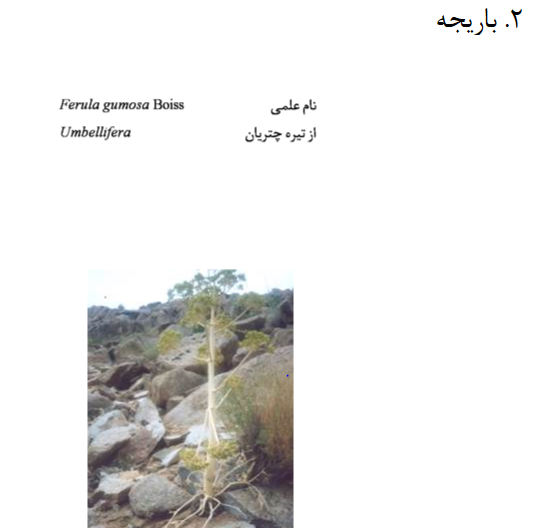 ۲. باریجه
نام علمی Ferula gumosa Boiss
از تیره چتریان Umbellifera